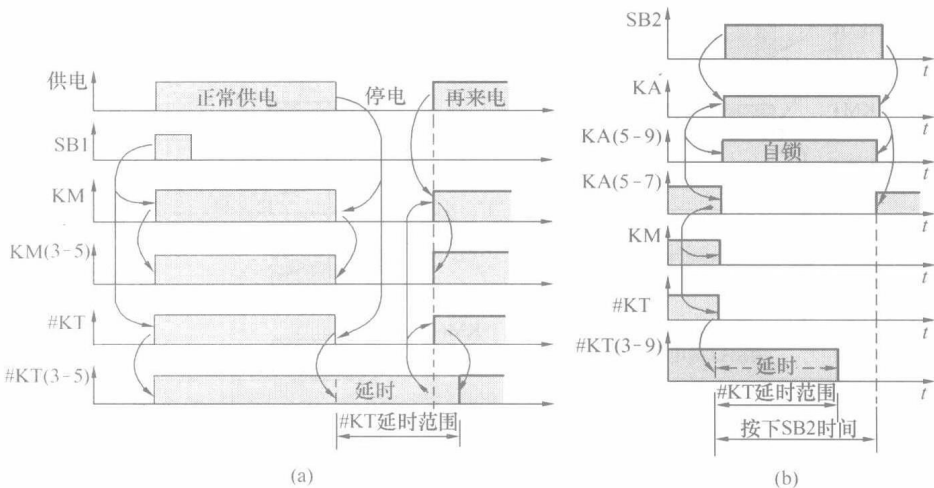 供电
正常供电
停电
再来电
SB1
KM
KM(3-5)
#KT
#KT(3-5)
延时
#KT延时范围
(a)
SB2
t
KA
t
KA(5-9)
自锁
t
KA(5-7)
t
KM
t
#KT
t
#KT(3-9)
延时
t
#KT延时范围
按下SB2时间
(b)